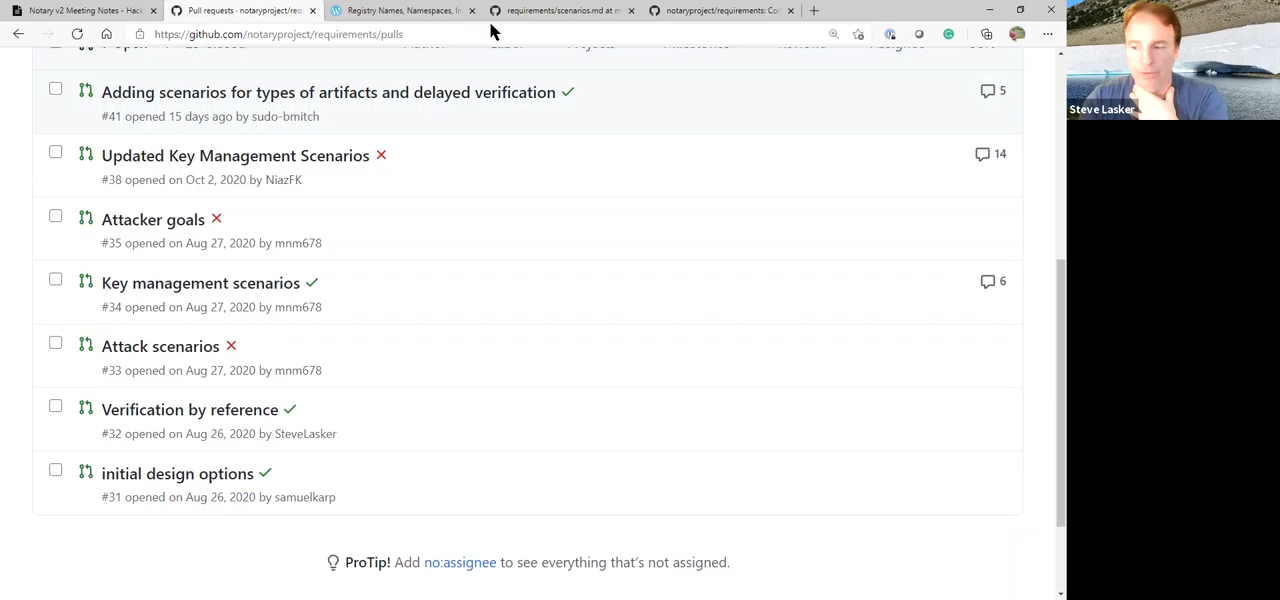 Notary v2 Meeting Notes - Hac
Pull requests · notaryproject/req
Registry Names, Namespaces, Im
requirements/scenarios.md at m
notaryproject/requirements: Col
https://github.com/notaryproject/requirements/pulls
Adding scenarios for types of artifacts and delayed verification
5
#41 opened 15 days ago by sudo-bmitch
Updated Key Management Scenarios
14
#38 opened on Oct 2, 2020 by NiazFK
Attacker goals
#35 opened on Aug 27, 2020 by mnm678
Key management scenarios
6
#34 opened on Aug 27, 2020 by mnm678
Attack scenarios
#33 opened on Aug 27, 2020 by mnm678
Verification by reference
#32 opened on Aug 26, 2020 by SteveLasker
initial design options
#31 opened on Aug 26, 2020 by samuelkarp
ProTip! Add no:assignee to see everything that's not assigned.
Steve Lasker